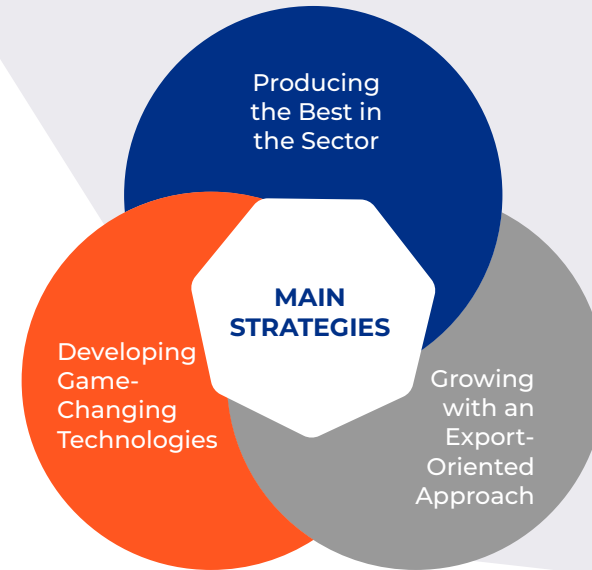 Producing
the Best in
the Sector
MAIN
STRATEGIES
Developing
Game-
Changing
Technologies
Growing
with an
Export-
Oriented
Approach